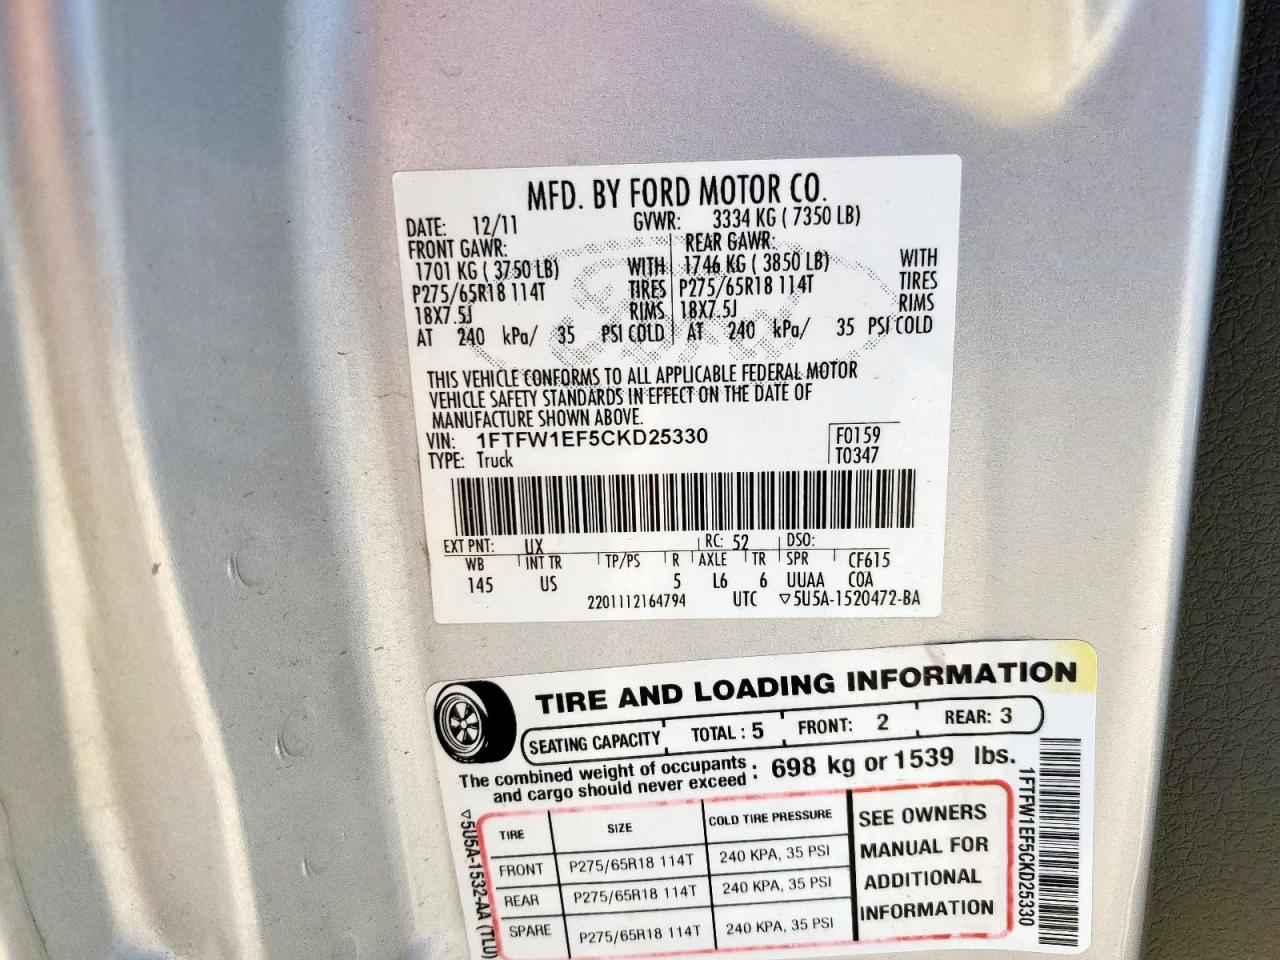 MFD. BY FORD MOTOR CO.
DATE: 12/11 GVWR: 3334 KG ( 7350 LB)
FRONT GAWR: REAR GAWR:
1701 KG ( 3750 LB) WITH 1746 KG ( 3850 LB) WITH
P275/65R18 114T TIRES P275/65R18 114T TIRES
18X7.5J RIMS 18X7.5J RIMS
AT 240 kPa/ 35 PSI COLD AT 240 kPa/ 35 PSI COLD
THIS VEHICLE CONFORMS TO ALL APPLICABLE FEDERAL MOTOR
VEHICLE SAFETY STANDARDS IN EFFECT ON THE DATE OF
MANUFACTURE SHOWN ABOVE.
VIN: 1FTFW1EF5CKD25330 F0159
TYPE: Truck T0347
EXT PNT: UX RC: 52 DSO:
WB INT TR TP/PS R AXLE TR SPR CF615
145 US 5 L6 6 UUAA COA
2201112164794 UTC ▽5U5A-1520472-BA
TIRE AND LOADING INFORMATION
SEATING CAPACITY TOTAL : 5 FRONT: 2 REAR: 3
The combined weight of occupants and cargo should never exceed : 698 kg or 1539 lbs.
TIRE SIZE COLD TIRE PRESSURE
FRONT P275/65R18 114T 240 KPA, 35 PSI
REAR P275/65R18 114T 240 KPA, 35 PSI
SPARE P275/65R18 114T 240 KPA, 35 PSI
SEE OWNERS
MANUAL FOR
ADDITIONAL
INFORMATION
▽5U5A-1532-AA (TLU)
1FTFW1EF5CKD25330